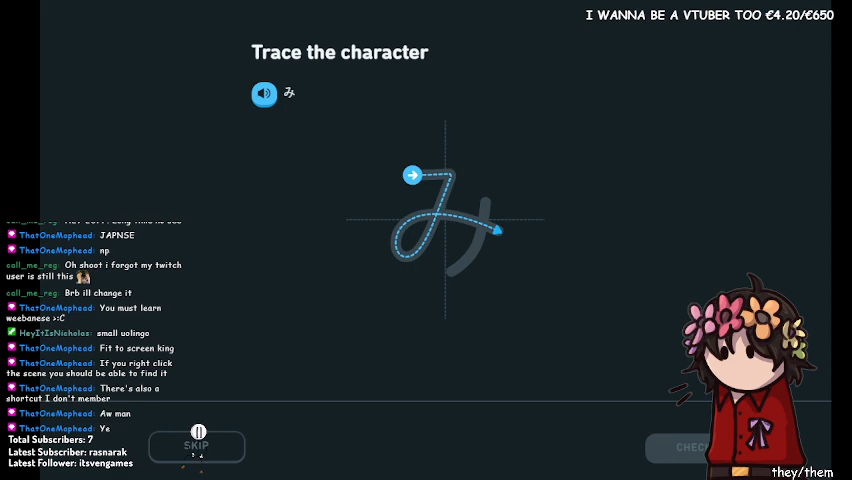 I WANNA BE A VTUBER TOO €4.20/€650
Trace the character
み
み
ThatOneMophead: JAPNSE
ThatOneMophead: np
call_me_reg: Oh shoot i forgot my twitch
user is still this
call_me_reg: Brb ill change it
ThatOneMophead: You must learn
weebanese >:C
HeyItIsNicholas: small uolingo
ThatOneMophead: Fit to screen king
ThatOneMophead: If you right click
the scene you should be able to find it
ThatOneMophead: There's also a
shortcut I don't member
ThatOneMophead: Aw man
ThatOneMophead: Ye
Total Subscribers: 7
Latest Subscriber: rasnarak
Latest Follower: itsvengames
SKIP
CHEC
they/them